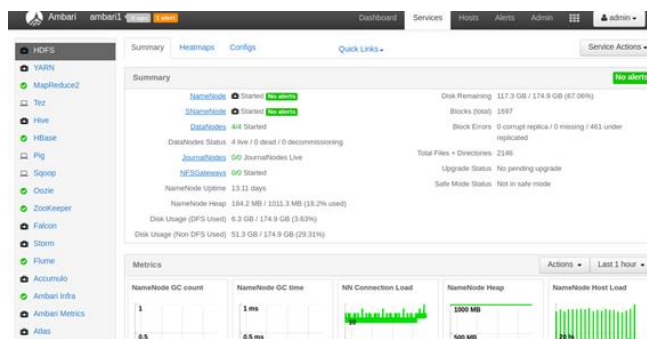 Ambari ambari1 0 ops 1 alert Dashboard Services Hosts Alerts Admin admin
HDFS
YARN
MapReduce2
Tez
Hive
HBase
Pig
Sqoop
Oozie
ZooKeeper
Falcon
Storm
Flume
Accumulo
Ambari Infra
Ambari Metrics
Atlas
Summary Heatmaps Configs Quick Links Service Actions
Summary No alerts
NameNode Started No alerts
SNameNode Started No alerts
DataNodes 4/4 Started
DataNodes Status 4 live / 0 dead / 0 decommissioning
JournalNodes 0/0 JournalNodes Live
NFSGateways 0/0 Started
NameNode Uptime 13.11 days
NameNode Heap 184.2 MB / 1011.3 MB (18.2% used)
Disk Usage (DFS Used) 6.3 GB / 174.9 GB (3.63%)
Disk Usage (Non DFS Used) 51.3 GB / 174.9 GB (29.31%)
Disk Remaining 117.3 GB / 174.9 GB (67.06%)
Blocks (total) 1697
Block Errors 0 corrupt replica / 0 missing / 461 under
replicated
Total Files + Directories 2146
Upgrade Status No pending upgrade
Safe Mode Status Not in safe mode
Metrics Actions Last 1 hour
NameNode GC count
1
0.5
NameNode GC time
1 ms
0.5 ms
NN Connection Load
10
NameNode Heap
1000 MB
500 MB
NameNode Host Load
20%